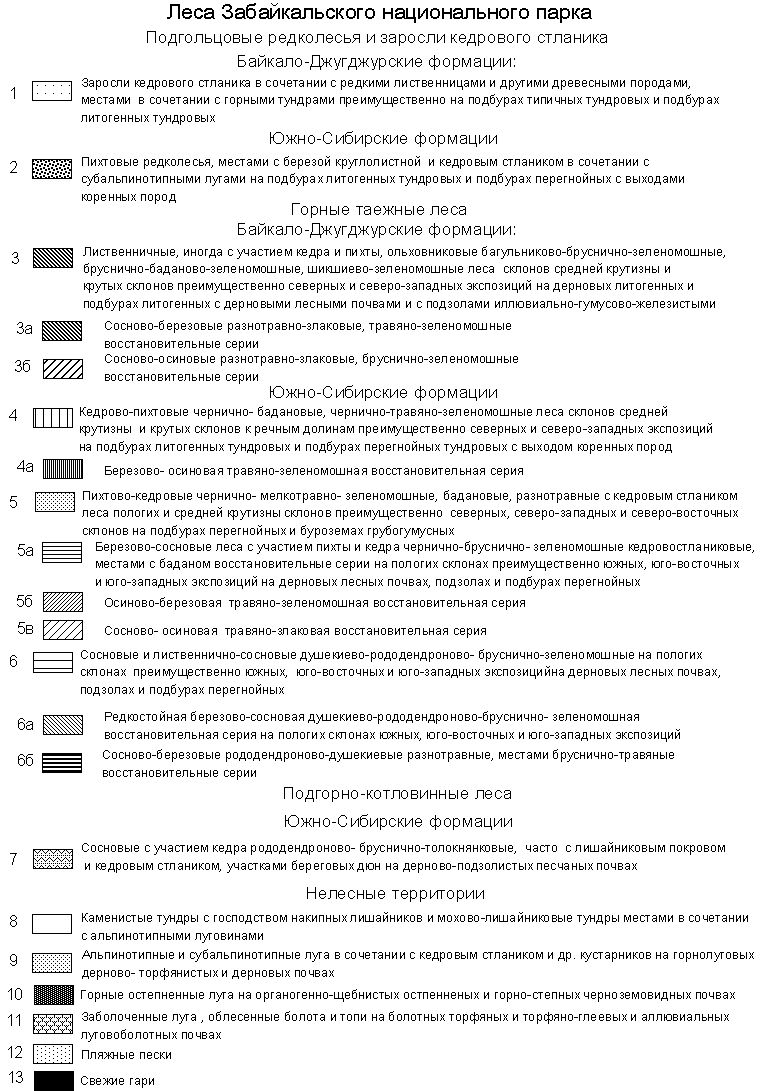 Леса Забайкальского национального парка
Подгольцовые редколесья и заросли кедрового стланика
Байкало-Джугджурские формации:
1 Заросли кедрового стланика в сочетании с редкими лиственницами и другими древесными породами,
местами в сочетании с горными тундрами преимущественно на подбурах типичных тундровых и подбурах
литогенных тундровых
Южно-Сибирские формации
2 Пихтовые редколесья, местами с березой круглолистной и кедровым стлаником в сочетании с
субальпинотипными лугами на подбурах литогенных тундровых и подбурах перегнойных с выходами
коренных пород
Горные таежные леса
Байкало-Джугджурские формации:
3 Лиственничные, иногда с участием кедра и пихты, ольховниковые багульниково-бруснично-зеленомошные,
бруснично-баданово-зеленомошные, шикшиево-зеленомошные леса склонов средней крутизны и
крутых склонов преимущественно северных и северо-западных экспозиций на дерновых литогенных и
подбурах литогенных с дерновыми лесными почвами и с подзолами иллювиально-гумусово-железистыми
3а Сосново-березовые разнотравно-злаковые, травяно-зеленомошные
восстановительные серии
3б Сосново-осиновые разнотравно-злаковые, бруснично-зеленомошные
восстановительные серии
Южно-Сибирские формации
4 Кедрово-пихтовые чернично- бадановые, чернично-травяно-зеленомошные леса склонов средней
крутизны и крутых склонов к речным долинам преимущественно северных и северо-западных экспозиций
на подбурах литогенных тундровых и подбурах перегнойных тундровых с выходом коренных пород
4а Березово- осиновая травяно-зеленомошная восстановительная серия
5 Пихтово-кедровые чернично- мелкотравно- зеленомошные, бадановые, разнотравные с кедровым стлаником
леса пологих и средней крутизны склонов преимущественно северных, северо-западных и северо-восточных
склонов на подбурах перегнойных и буроземах грубогумусных
5а Березово-сосновые леса с участием пихты и кедра чернично-бруснично- зеленомошные кедровостланиковые,
местами с баданом восстановительные серии на пологих склонах преимущественно южных, юго-восточных
и юго-западных экспозиций на дерновых лесных почвах, подзолах и подбурах перегнойных
5б Осиново-березовая травяно-зеленомошная восстановительная серия
5в Сосново- осиновая травяно-злаковая восстановительная серия
6 Сосновые и лиственнично-сосновые душекиево-рододендроново- бруснично-зеленомошные на пологих
склонах преимущественно южных, юго-восточных и юго-западных экспозицийна дерновых лесных почвах,
подзолах и подбурах перегнойных
6а Редкостойная березово-сосновая душекиево-рододендроново-бруснично- зеленомошная
восстановительная серия на пологих склонах южных, юго-восточных и юго-западных экспозиций
6б Сосново-березовые рододендроново-душекиевые разнотравные, местами бруснично-травяные
восстановительные серии
Подгорно-котловинные леса
Южно-Сибирские формации
7 Сосновые с участием кедра рододендроново- бруснично-толокнянковые, часто с лишайниковым покровом
и кедровым стлаником, участками береговых дюн на дерново-подзолистых песчаных почвах
Нелесные территории
8 Каменистые тундры с господством накипных лишайников и мохово-лишайниковые тундры местами в сочетании
с альпинотипными луговинами
9 Альпинотипные и субальпинотипные луга в сочетании с кедровым стлаником и др. кустарников на горнолуговых
дерново- торфянистых и дерновых почвах
10 Горные остепненные луга на органогенно-щебнистых остпененных и горно-степных черноземовидных почвах
11 Заболоченные луга , облесенные болота и топи на болотных торфяных и торфяно-глеевых и аллювиальных
луговоболотных почвах
12 Пляжные пески
13 Свежие гари